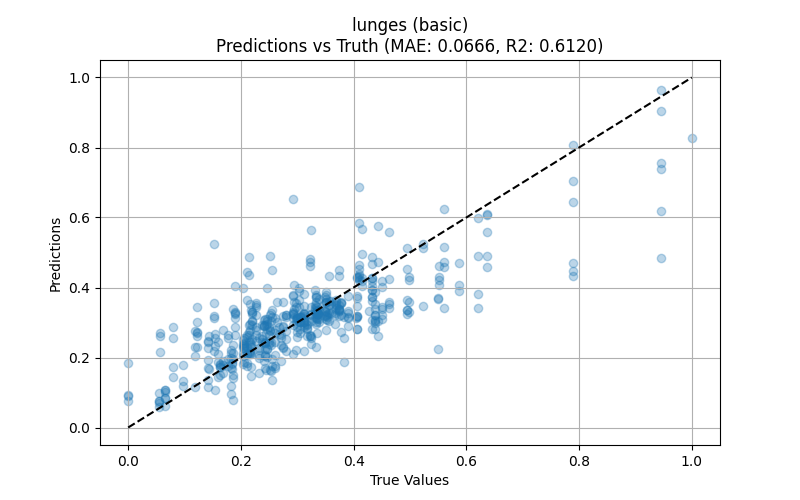 lunges (basic)
Predictions vs Truth (MAE: 0.0666, R2: 0.6120)
1.0
0.8
0.6
0.4
0.2
0.0
Predictions
0.0 0.2 0.4 0.6 0.8 1.0
True Values